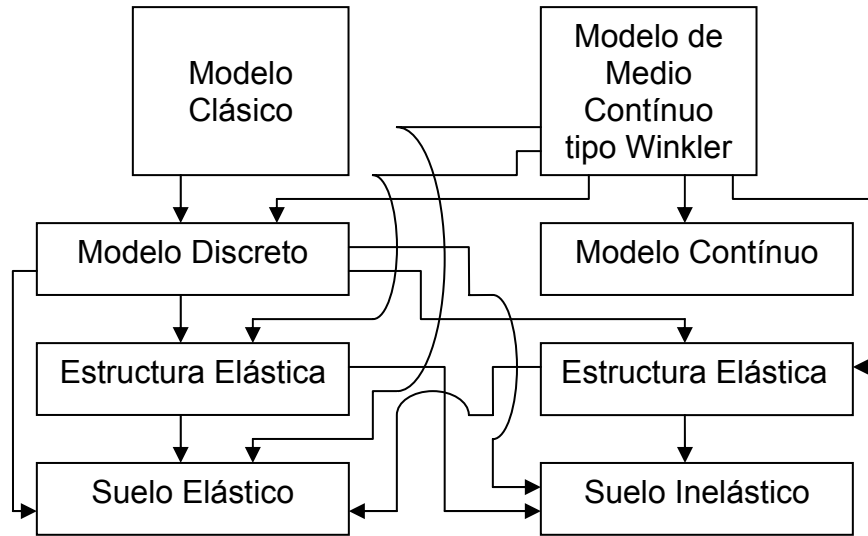 Modelo
Clásico
Modelo de
Medio
Contínuo
tipo Winkler
Modelo Discreto
Modelo Contínuo
Estructura Elástica
Estructura Elástica
Suelo Elástico
Suelo Inelástico